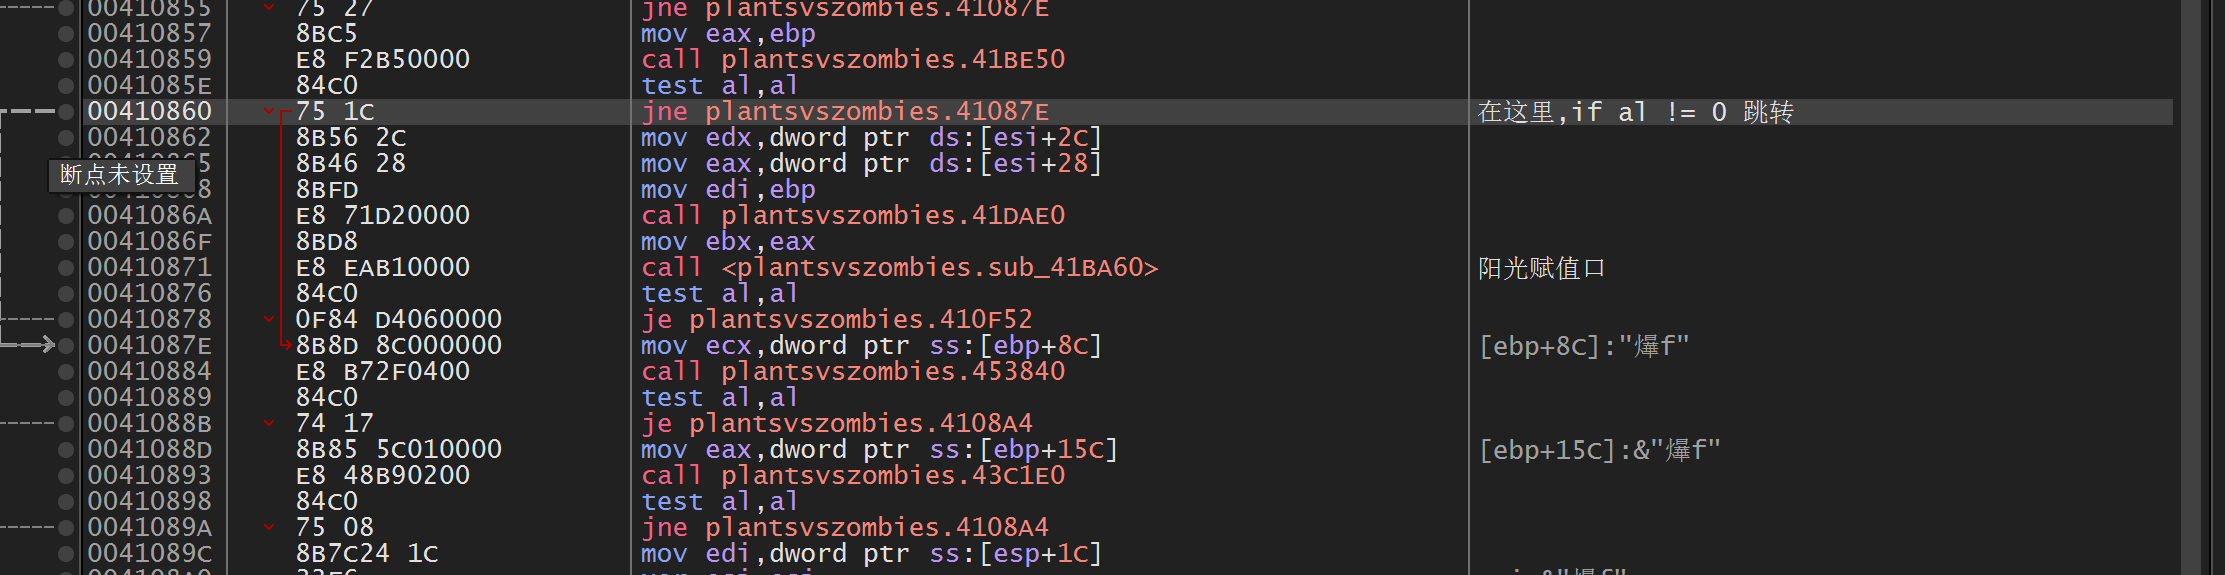 00410855 75 27 jne plantsvszombies.41087E
00410857 8BC5 mov eax,ebp
00410859 E8 F2B50000 call plantsvszombies.41BE50
0041085E 84C0 test al,al
00410860 75 1C jne plantsvszombies.41087E 在这里,if al != 0 跳转
00410862 8B56 2C mov edx,dword ptr ds:[esi+2C]
5 8B46 28 mov eax,dword ptr ds:[esi+28]
断点未设置
8 8BFD mov edi,ebp
0041086A E8 71D20000 call plantsvszombies.41DAE0
0041086F 8BD8 mov ebx,eax
00410871 E8 EAB10000 call <plantsvszombies.sub_41BA60> 阳光赋值口
00410876 84C0 test al,al
00410878 0F84 D4060000 je plantsvszombies.410F52
0041087E 8B8D 8C000000 mov ecx,dword ptr ss:[ebp+8C] [ebp+8C]:"爗f"
00410884 E8 B72F0400 call plantsvszombies.453840
00410889 84C0 test al,al
0041088B 74 17 je plantsvszombies.4108A4
0041088D 8B85 5C010000 mov eax,dword ptr ss:[ebp+15C] [ebp+15C]:&"爗f"
00410893 E8 48B90200 call plantsvszombies.43C1E0
00410898 84C0 test al,al
0041089A 75 08 jne plantsvszombies.4108A4
0041089C 8B7C24 1C mov edi,dword ptr ss:[esp+1C]